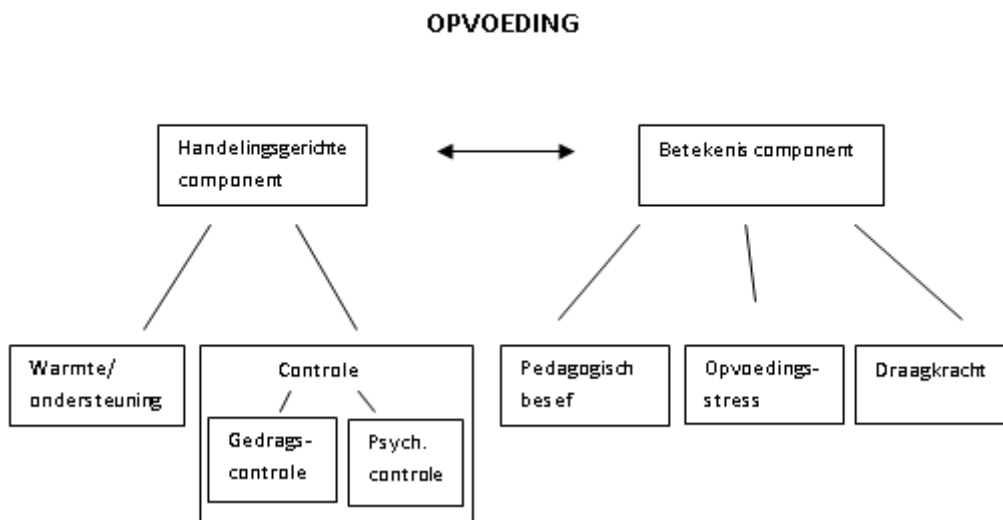 OPVOEDING
Handelingsgerichte
component
Betekenis component
Warmte/
ondersteuning
Controle
Gedrags-
controle
Psych.
controle
Pedagogisch
besef
Opvoedings-
stress
Draagkracht